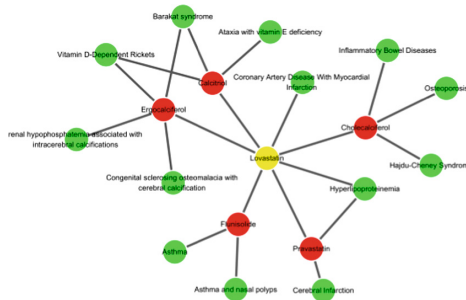 Barakat syndrome
Ataxia with vitamin E deficiency
Vitamin D-Dependent Rickets
Inflammatory Bowel Diseases
Calcitriol
Coronary Artery Disease With Myocardial
Infarction
Osteoporosis
Ergocalciferol
Cholecalciferol
renal hypophosphatemia associated with
intracerebral calcifications
Lovastatin
Hajdu-Cheney Syndrom
Congenital sclerosing osteomalacia with
cerebral calcification
Hyperlipoproteinemia
Flunisolide
Asthma
Pravastatin
Asthma and nasal polyps
Cerebral Infarction